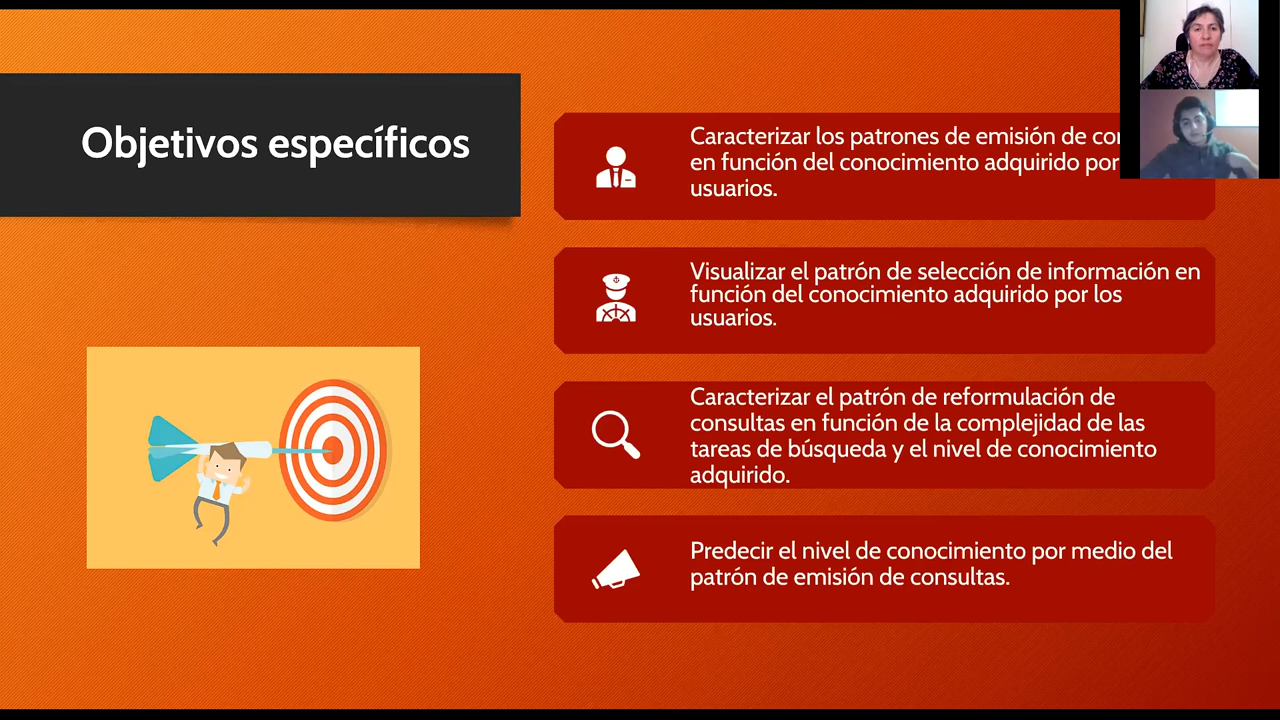 Objetivos específicos
Caracterizar los patrones de emisión de
en función del conocimiento adquirido por
usuarios.
Visualizar el patrón de selección de información en
función del conocimiento adquirido por los
usuarios.
Caracterizar el patrón de reformulación de
consultas en función de la complejidad de las
tareas de búsqueda y el nivel de conocimiento
adquirido.
Predecir el nivel de conocimiento por medio del
patrón de emisión de consultas.